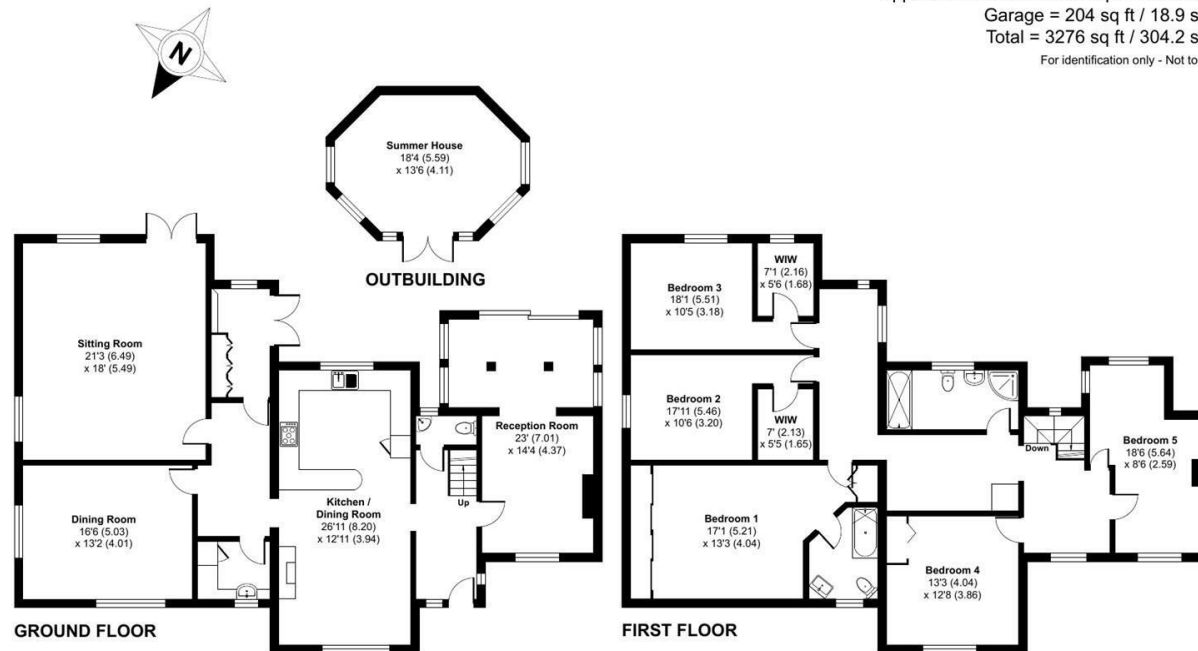 Garage = 204 sq ft / 18.9 s
Total = 3276 sq ft / 304.2 s
For identification only - Not to
N
Summer House
18'4 (5.59)
x 13'6 (4.11)
OUTBUILDING
Sitting Room
21'3 (6.49)
x 18' (5.49)
Dining Room
16'6 (5.03)
x 13'2 (4.01)
Kitchen /
Dining Room
26'11 (8.20)
x 12'11 (3.94)
Reception Room
23' (7.01)
x 14'4 (4.37)
Up
GROUND FLOOR
Bedroom 3
18'1 (5.51)
x 10'5 (3.18)
WIW
7'1 (2.16)
x 5'6 (1.68)
Bedroom 2
17'11 (5.46)
x 10'6 (3.20)
WIW
7' (2.13)
x 5'5 (1.65)
Bedroom 1
17'1 (5.21)
x 13'3 (4.04)
Bedroom 4
13'3 (4.04)
x 12'8 (3.86)
Down
Bedroom 5
18'6 (5.64)
x 8'6 (2.59)
FIRST FLOOR